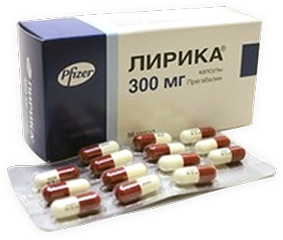 Pfizer
ЛИРИКА®
300 мг
капсулы
Прегабалин